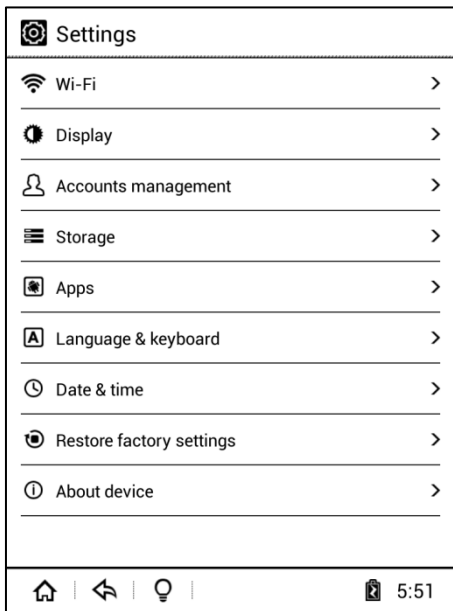 Settings
Wi-Fi
Display
Accounts management
Storage
Apps
Language & keyboard
Date & time
Restore factory settings
About device
5:51